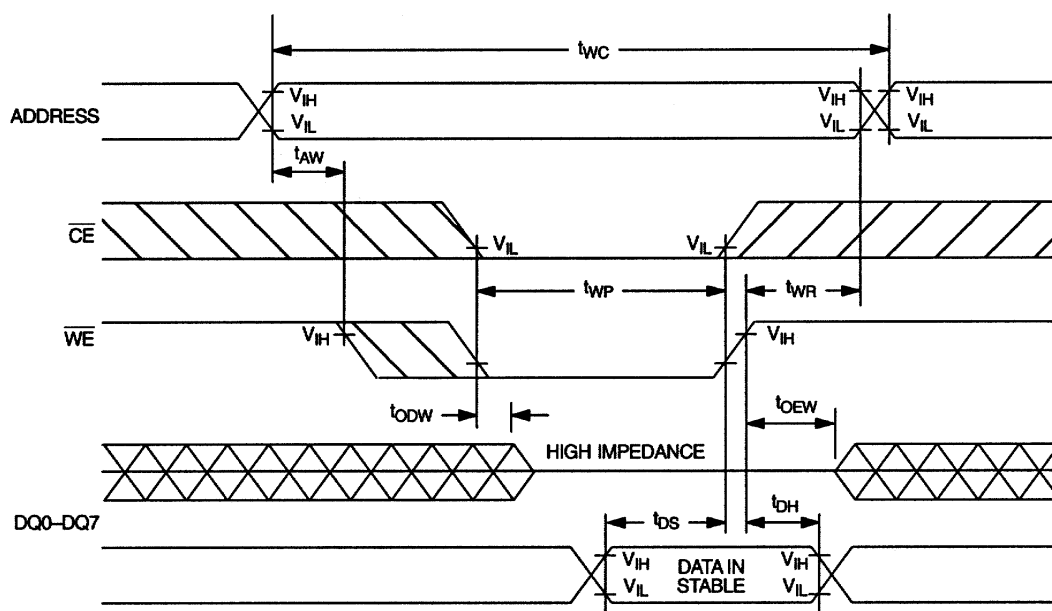 tWC
ADDRESS
VIH VIH VIH
VIL VIL VIL
tAW
CE
VIL VIL
tWP tWR
WE
VIH VIH
tODW
tOEW
HIGH IMPEDANCE
DQ0–DQ7
tDS tDH
VIH DATA IN VIH
VIL STABLE VIL